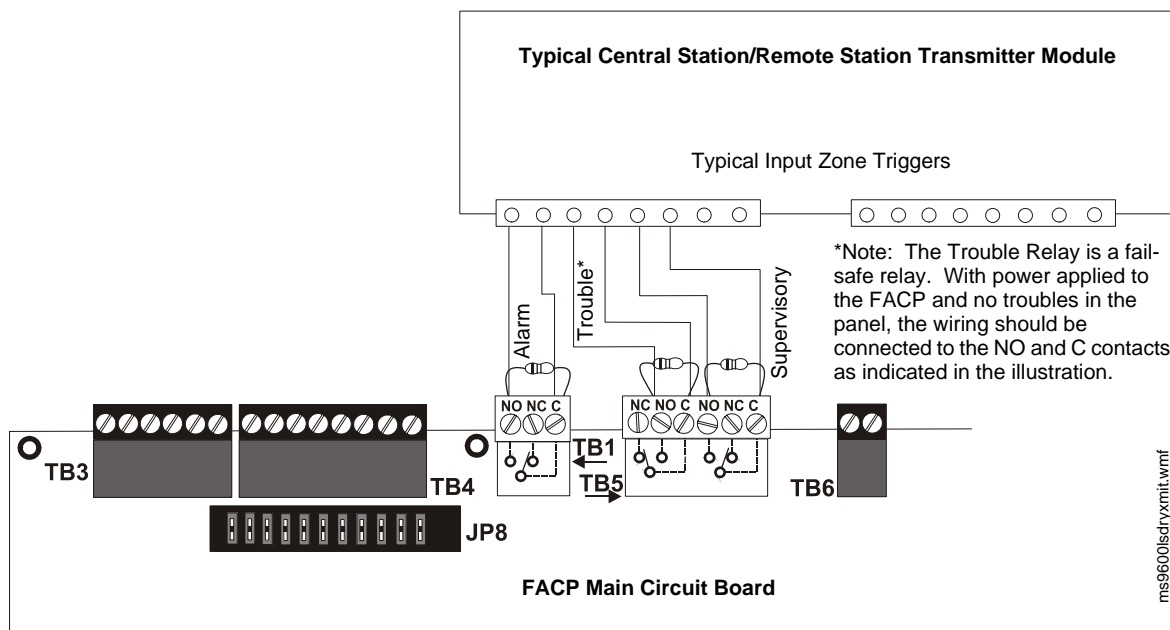 Typical Central Station/Remote Station Transmitter Module
Typical Input Zone Triggers
*Note: The Trouble Relay is a fail-
safe relay. With power applied to
the FACP and no troubles in the
panel, the wiring should be
connected to the NO and C contacts
as indicated in the illustration.
Alarm
Trouble*
Supervisory
NO NC C
NC NO C NO NC C
TB3
TB4
TB1
TB5
TB6
JP8
FACP Main Circuit Board
ms9600lsdryxmit.wmf